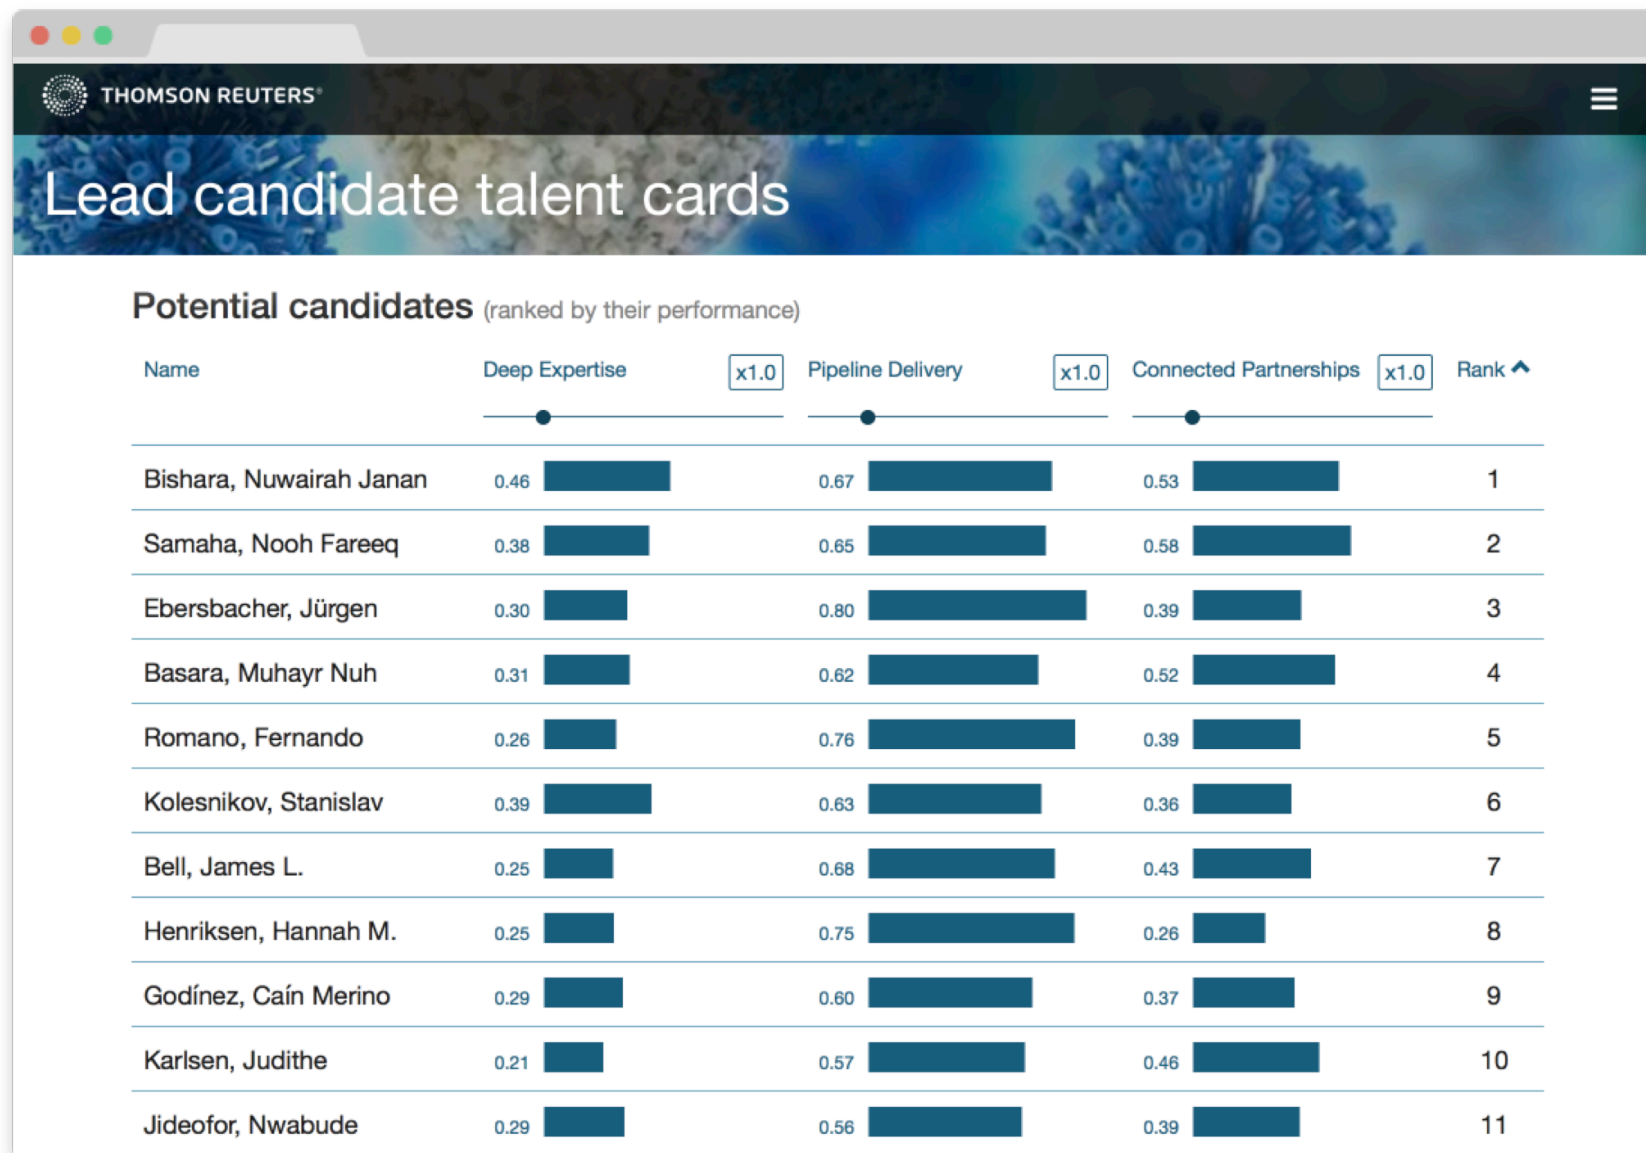 THOMSON REUTERS®
Lead candidate talent cards
Potential candidates (ranked by their performance)
Name Deep Expertise x1.0 Pipeline Delivery x1.0 Connected Partnerships x1.0 Rank
Bishara, Nuwairah Janan 0.46 0.67 0.53 1
Samaha, Nooh Fareeq 0.38 0.65 0.58 2
Ebersbacher, Jürgen 0.30 0.80 0.39 3
Basara, Muhayr Nuh 0.31 0.62 0.52 4
Romano, Fernando 0.26 0.76 0.39 5
Kolesnikov, Stanislav 0.39 0.63 0.36 6
Bell, James L. 0.25 0.68 0.43 7
Henriksen, Hannah M. 0.25 0.75 0.26 8
Godínez, Caín Merino 0.29 0.60 0.37 9
Karlsen, Judithe 0.21 0.57 0.46 10
Jideofor, Nwabude 0.29 0.56 0.39 11